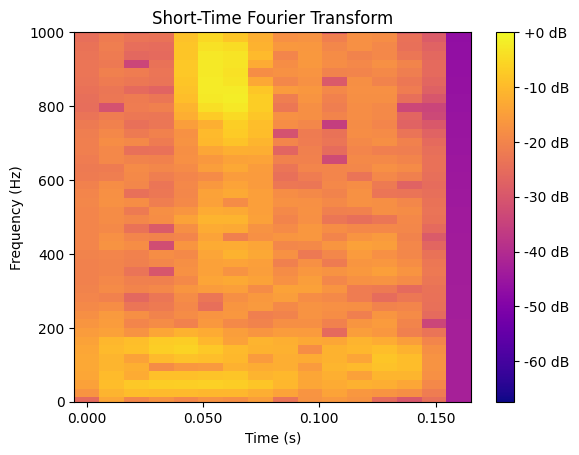 Short-Time Fourier Transform
Frequency (Hz)
1000
800
600
400
200
0
0.000
0.050
0.100
0.150
Time (s)
+0 dB
-10 dB
-20 dB
-30 dB
-40 dB
-50 dB
-60 dB